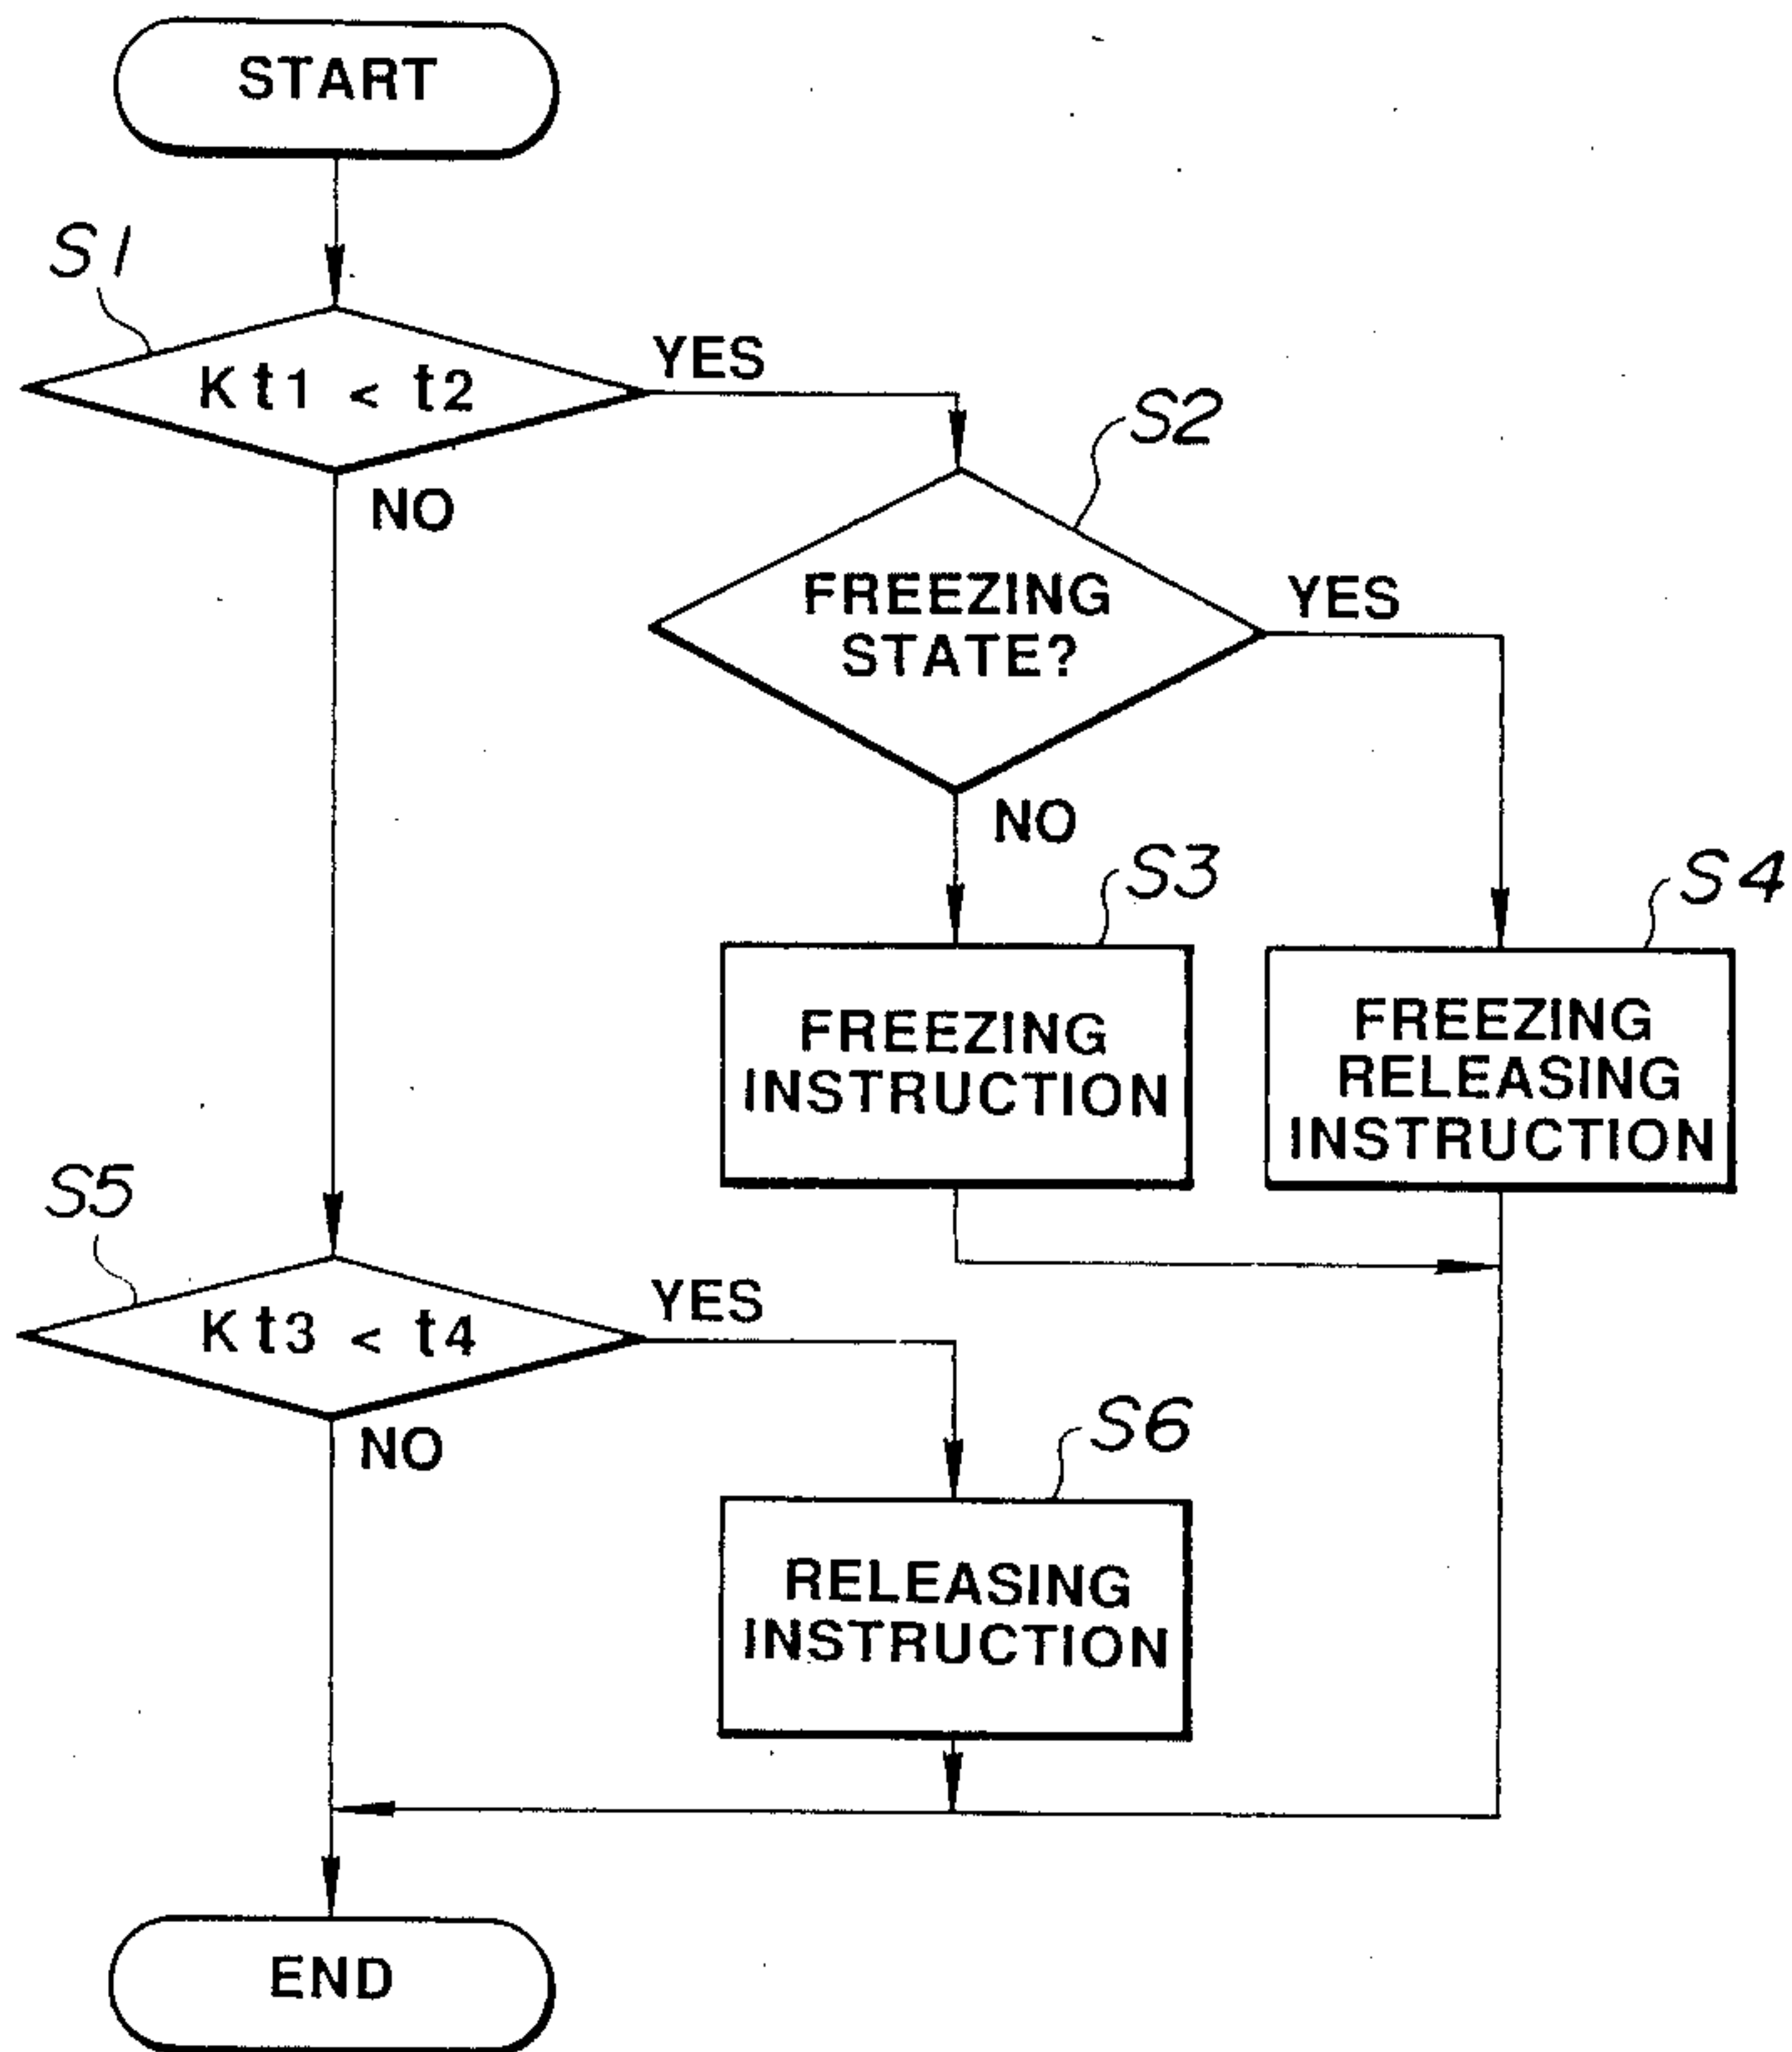 START
S1
Kt1 < t2
YES
NO
S2
FREEZING
STATE?
YES
NO
S3
FREEZING
INSTRUCTION
S4
FREEZING
RELEASING
INSTRUCTION
S5
Kt3 < t4
YES
NO
S6
RELEASING
INSTRUCTION
END